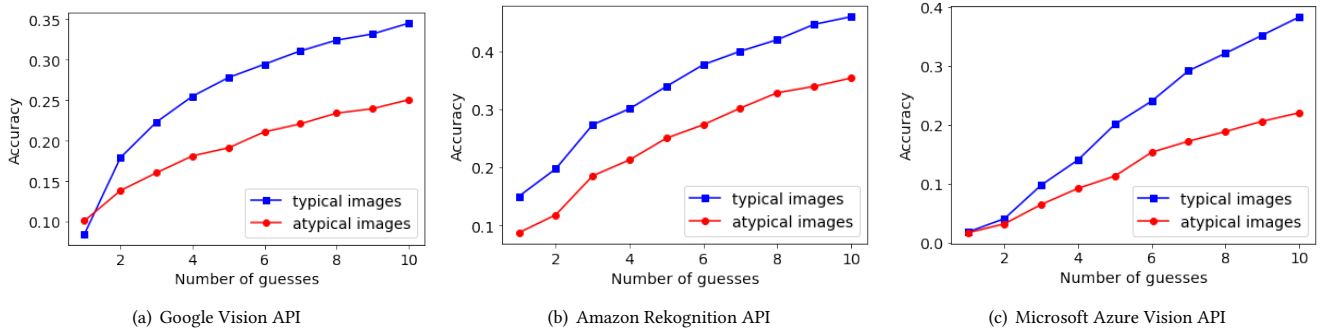 0.35
0.30
0.25
0.20
0.15
0.10
Accuracy
2 4 6 8 10
Number of guesses
typical images
atypical images
(a) Google Vision API
0.4
0.3
0.2
0.1
Accuracy
2 4 6 8 10
Number of guesses
typical images
atypical images
(b) Amazon Rekognition API
0.4
0.3
0.2
0.1
0.0
Accuracy
2 4 6 8 10
Number of guesses
typical images
atypical images
(c) Microsoft Azure Vision API